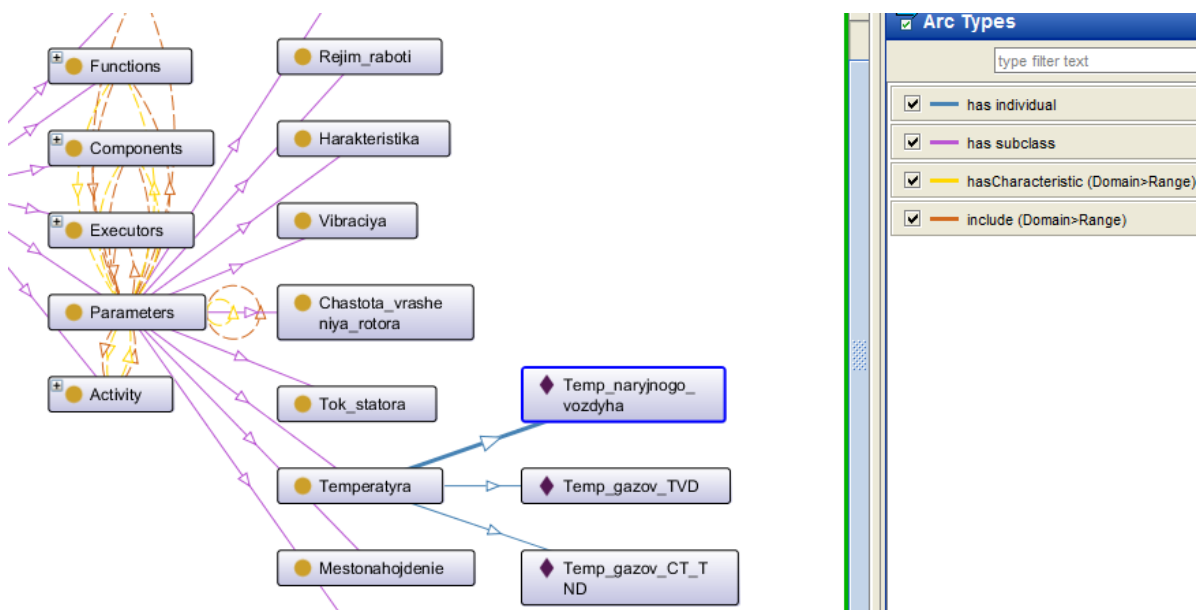 Functions
Components
Executors
Parameters
Activity
Rejim_raboti
Harakteristika
Vibraciya
Chastota_vrashe
niya_rotora
Tok_statora
Temperatyra
Mestonahojdenie
Temp_naryjnogo_
vozdyha
Temp_gazov_TVD
Temp_gazov_CT_T
ND
Arc Types
type filter text
has individual
has subclass
hasCharacteristic (Domain>Range)
include (Domain>Range)